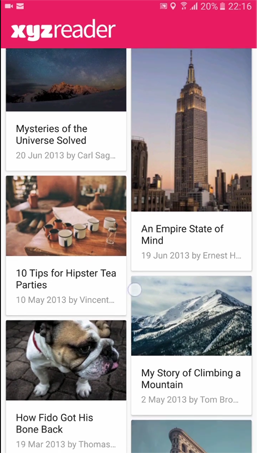 20% 22:16
xyzreader
Mysteries of the
Universe Solved
20 Jun 2013 by Carl Sag...
An Empire State of
Mind
19 Jun 2013 by Ernest H...
10 Tips for Hipster Tea
Parties
10 May 2013 by Vincent...
My Story of Climbing a
Mountain
2 May 2013 by Tom Bro...
How Fido Got His
Bone Back
19 Mar 2013 by Thomas...